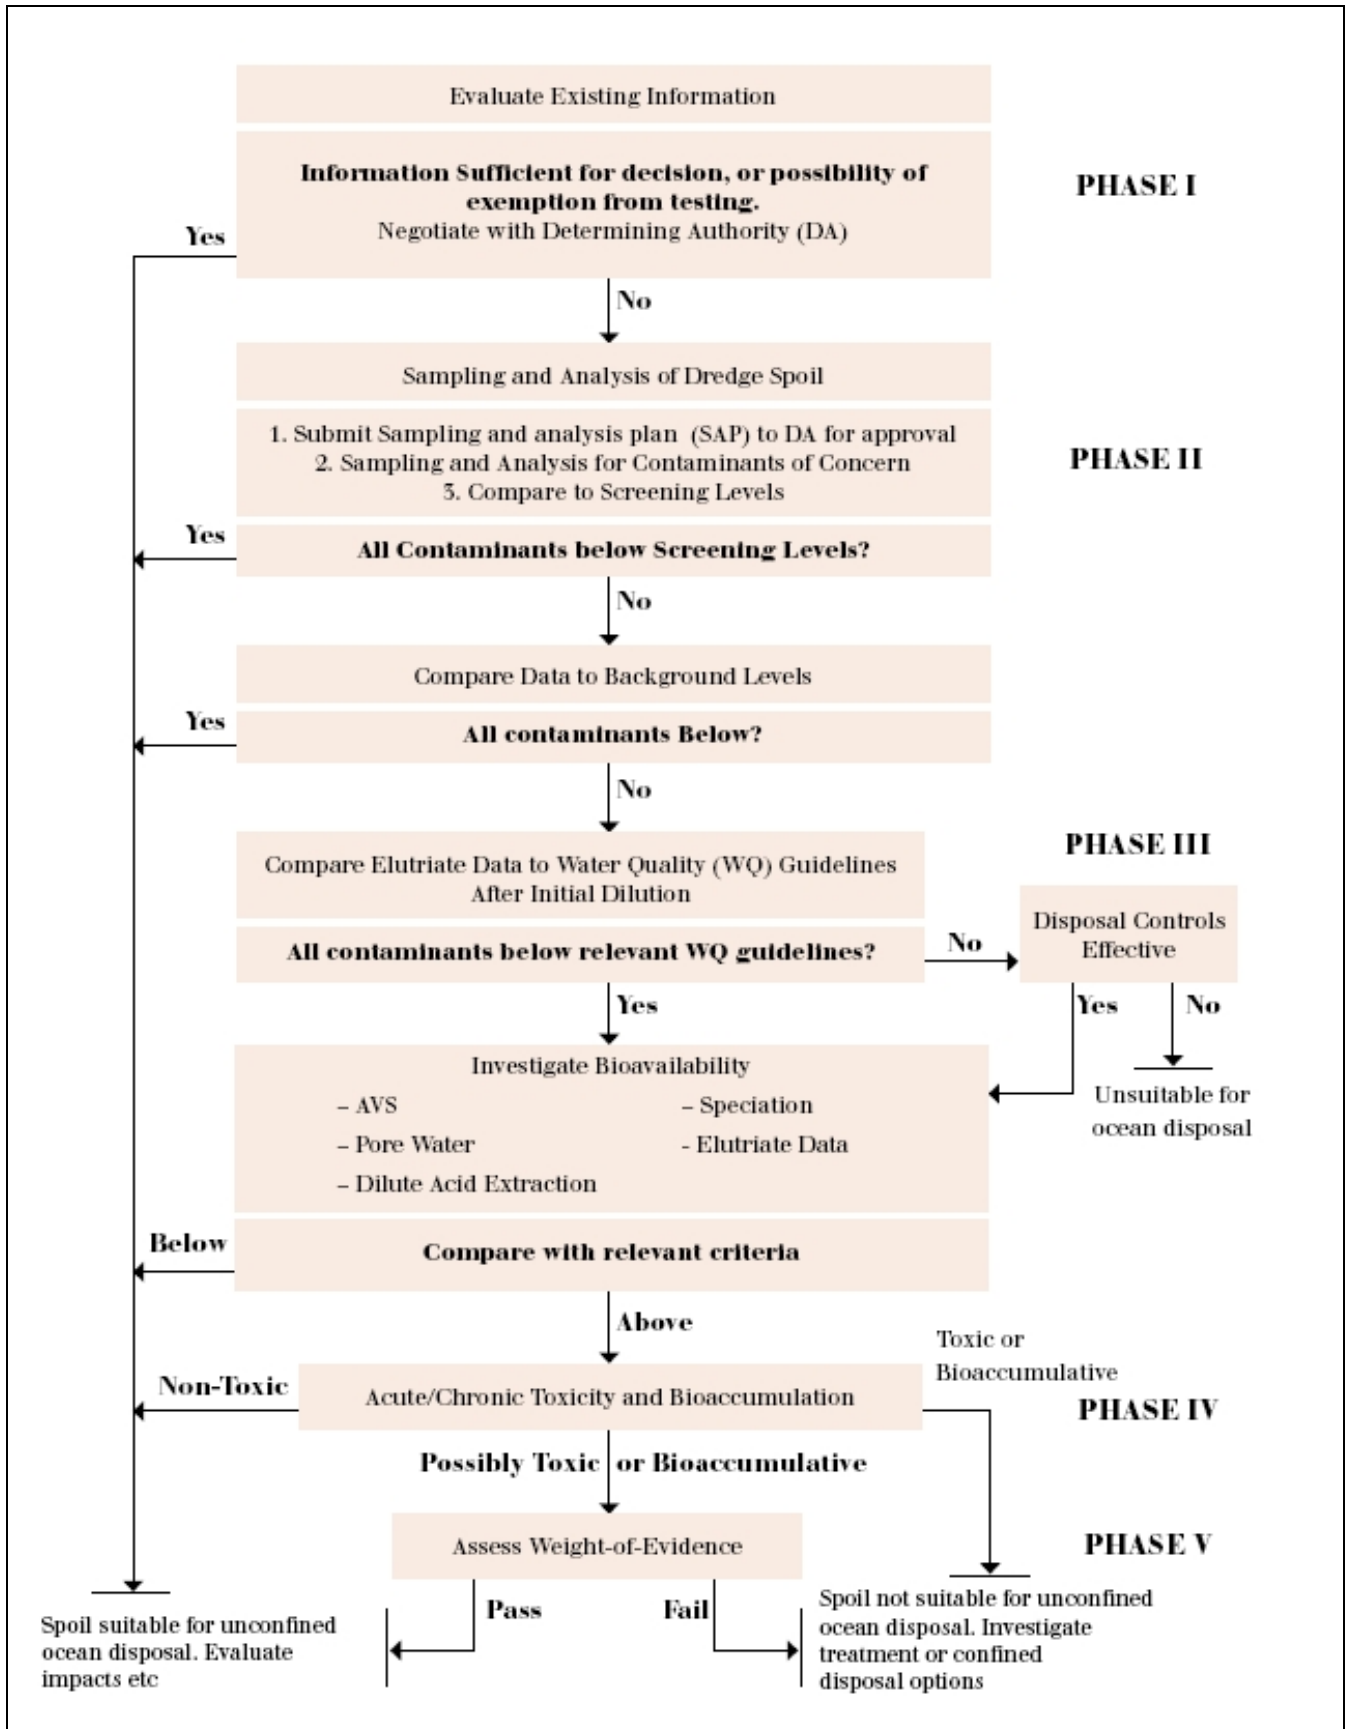 Evaluate Existing Information
Information Sufficient for decision, or possibility of
exemption from testing.
Negotiate with Determining Authority (DA)
PHASE I
Yes
No
Sampling and Analysis of Dredge Spoil
1. Submit Sampling and analysis plan (SAP) to DA for approval
2. Sampling and Analysis for Contaminants of Concern
3. Compare to Screening Levels
PHASE II
Yes
All Contaminants below Screening Levels?
No
Compare Data to Background Levels
Yes
All contaminants Below?
No
PHASE III
Compare Elutriate Data to Water Quality (WQ) Guidelines
After Initial Dilution
All contaminants below relevant WQ guidelines?
No
Disposal Controls
Effective
Yes
Yes
No
Unsuitable for
ocean disposal
Investigate Bioavailability
– AVS
– Speciation
– Pore Water
- Elutriate Data
– Dilute Acid Extraction
Below
Compare with relevant criteria
Above
Toxic or
Bioaccumulative
Non-Toxic
Acute/Chronic Toxicity and Bioaccumulation
PHASE IV
Possibly Toxic or Bioaccumulative
Assess Weight-of-Evidence
PHASE V
Pass
Fail
Spoil suitable for unconfined
ocean disposal. Evaluate
impacts etc
Spoil not suitable for unconfined
ocean disposal. Investigate
treatment or confined
disposal options